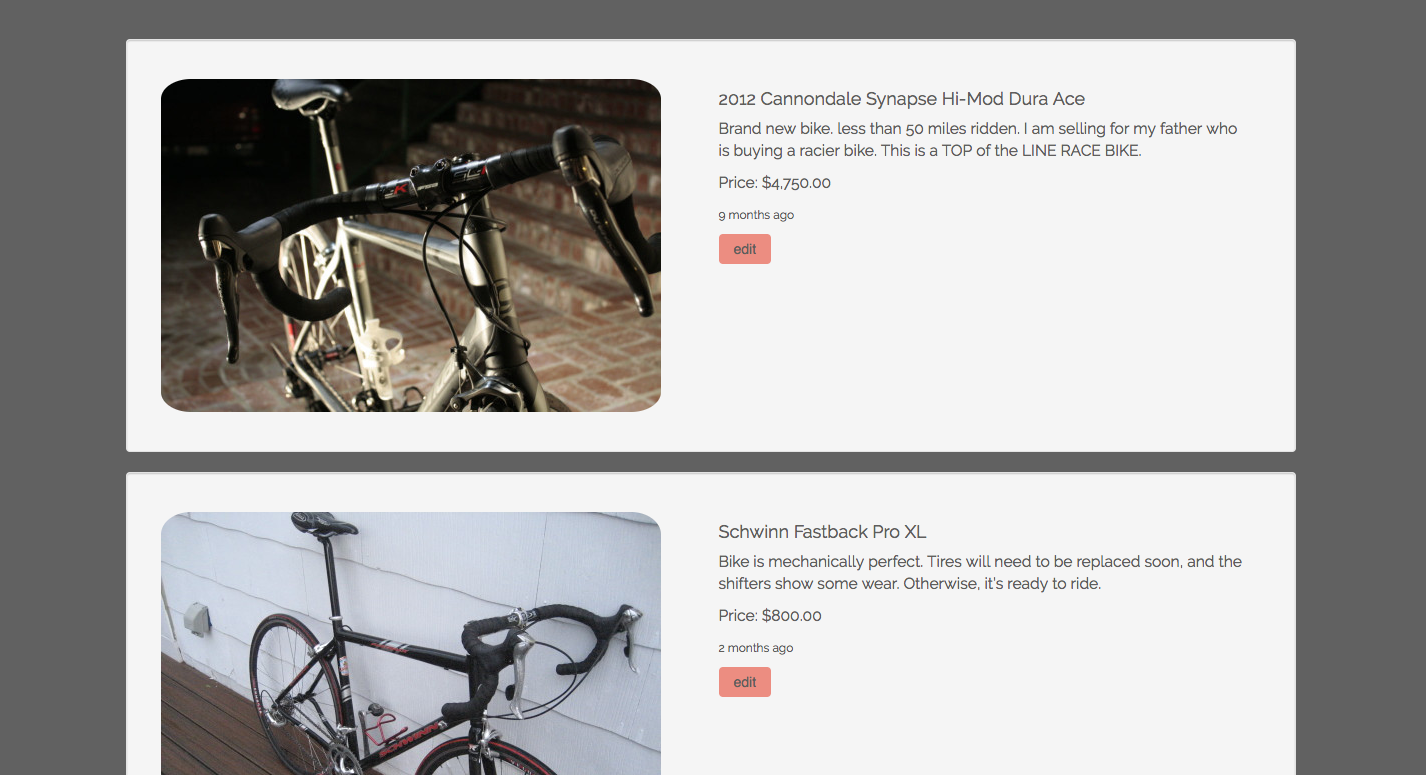 2012 Cannondale Synapse Hi-Mod Dura Ace
Brand new bike. less than 50 miles ridden. I am selling for my father who
is buying a racier bike. This is a TOP of the LINE RACE BIKE.
Price: $4,750.00
9 months ago
edit
Schwinn Fastback Pro XL
Bike is mechanically perfect. Tires will need to be replaced soon, and the
shifters show some wear. Otherwise, it's ready to ride.
Price: $800.00
2 months ago
edit
SCHWINN